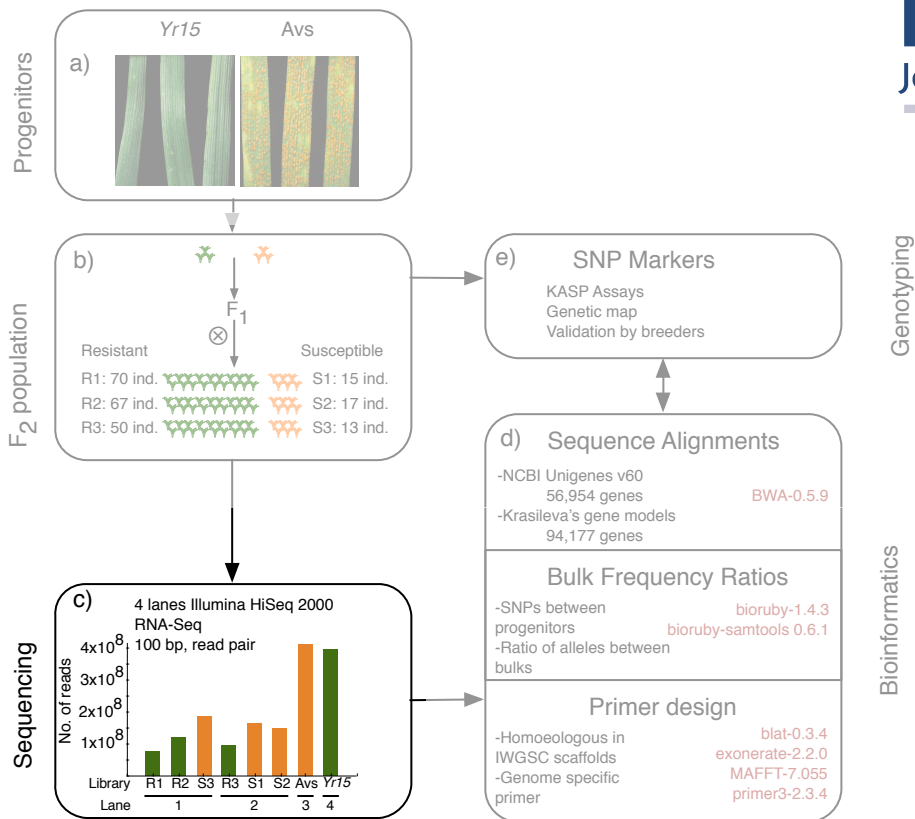 Yr15 Avs
a)
Progenitors
b)
F1
⊗
Resistant Susceptible
R1: 70 ind. S1: 15 ind.
R2: 67 ind. S2: 17 ind.
R3: 50 ind. S3: 13 ind.
F2 population
c)
4 lanes Illumina HiSeq 2000
RNA-Seq
100 bp, read pair
4x10^8
2x10^8
2x10^8
1x10^8
No. of reads
Library R1 R2 S3 R3 S1 S2 Avs Yr15
Lane 1 2 3 4
Sequencing
e)
SNP Markers
KASP Assays
Genetic map
Validation by breeders
Genotyping
d)
Sequence Alignments
-NCBI Unigenes v60
56,954 genes BWA-0.5.9
-Krasileva's gene models
94,177 genes
Bulk Frequency Ratios
-SNPs between bioruby-1.4.3
progenitors bioruby-samtools 0.6.1
-Ratio of alleles between
bulks
Primer design
-Homoeologous in blat-0.3.4
IWGSC scaffolds exonerate-2.2.0
-Genome specific MAFFT-7.055
primer primer3-2.3.4
Bioinformatics